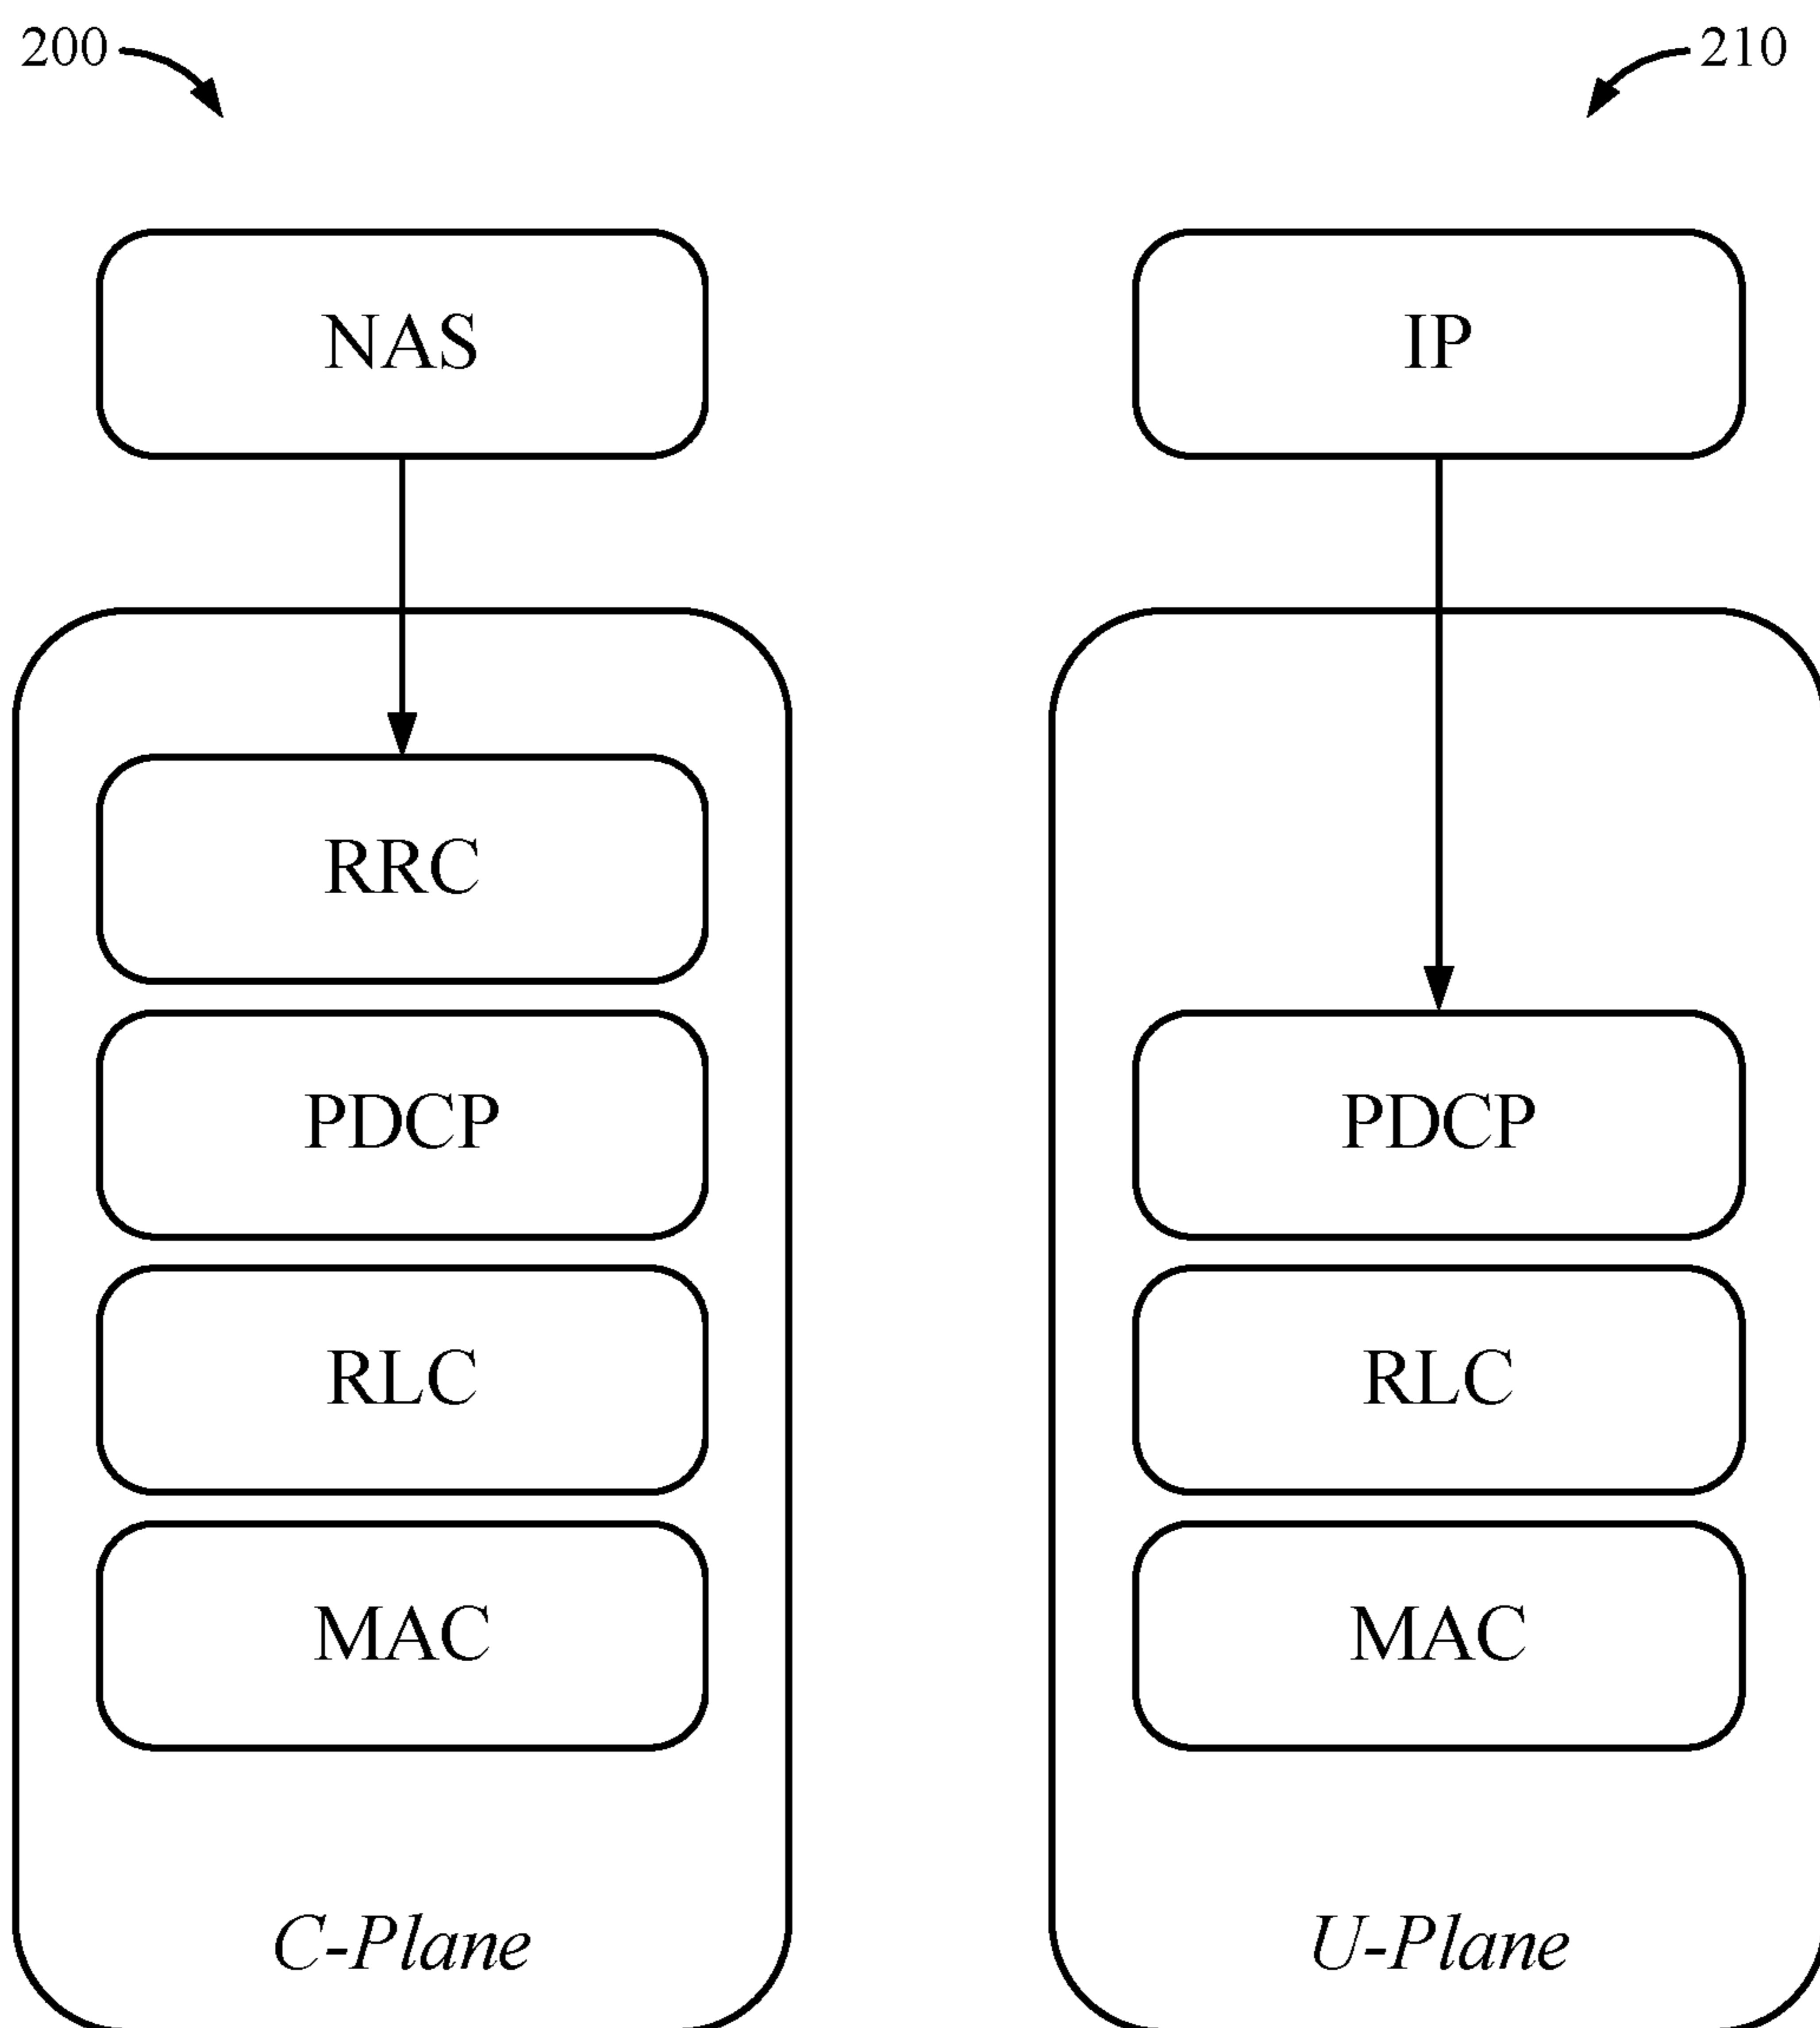 200
210
NAS
IP
RRC
PDCP
PDCP
RLC
RLC
MAC
MAC
C-Plane
U-Plane